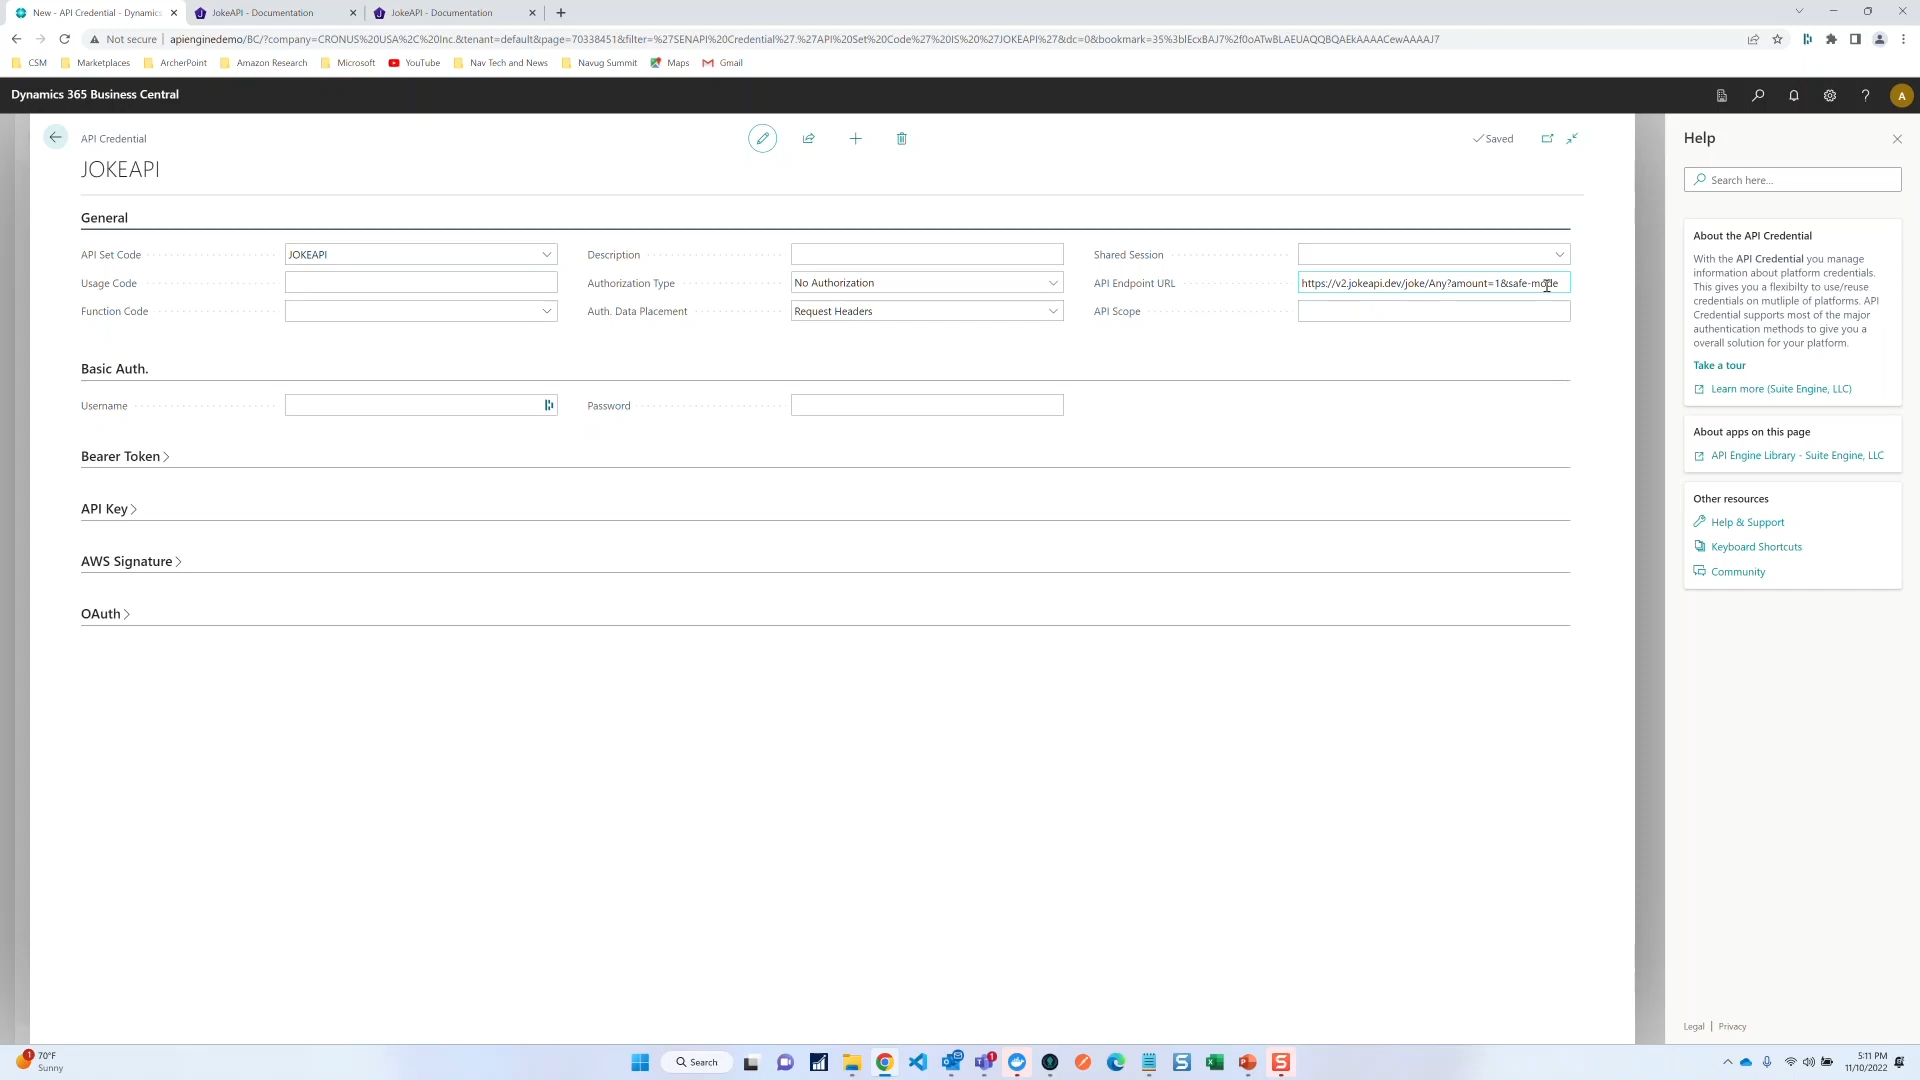 New - API Credential - Dynamics
JokeAPI - Documentation
JokeAPI - Documentation
Not secure
apienginedemo/BC/?company=CRONUS%20USA%2C%20Inc.&tenant=default&page=70338451&filter=%27SENAPI%20Credential%27.%27API%20Set%20Code%27%20IS%20%27JOKEAPI%27&dc=0&bookmark=35%3bIEcxBAJ7%2f0oATwBLAEUAQQBQAEkAAAACewAAAAJ7
CSM
Marketplaces
ArcherPoint
Amazon Research
Microsoft
YouTube
Nav Tech and News
Navug Summit
Maps
Gmail
Dynamics 365 Business Central
A
API Credential
Saved
JOKEAPI
General
API Set Code
JOKEAPI
Description
Shared Session
Usage Code
Authorization Type
No Authorization
API Endpoint URL
https://v2.jokeapi.dev/joke/Any?amount=1&safe-mode
Function Code
Auth. Data Placement
Request Headers
API Scope
Basic Auth.
Username
Password
Bearer Token
API Key
AWS Signature
OAuth
Help
Search here...
About the API Credential
With the API Credential you manage
information about platform credentials.
This gives you a flexibilty to use/reuse
credentials on mutliple of platforms. API
Credential supports most of the major
authentication methods to give you a
overall solution for your platform.
Take a tour
Learn more (Suite Engine, LLC)
About apps on this page
API Engine Library - Suite Engine, LLC
Other resources
Help & Support
Keyboard Shortcuts
Community
Legal | Privacy
1
70°F
Sunny
Search
1
5:11 PM
11/10/2022